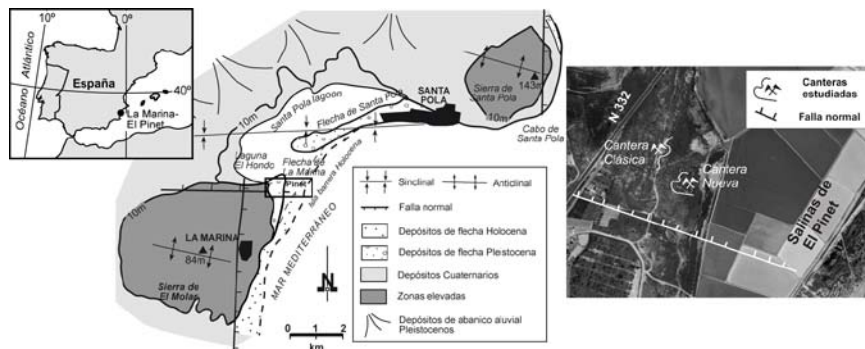 10º
0º
Océano
Atlántico
España
40º
La Marina-
El Pinet
10m
Santa Pola lagoon
Flecha de Santa Pola
SANTA
POLA
Sierra de
Santa Pola
143m
10m
Cabo de
Santa Pola
Laguna
El Hondo
Flecha de
La Marina
Pinet
Isla barrera Holocena
10m
LA MARINA
84m
Sierra de
El Molar
MAR MEDITERRÁNEO
N
0 1 2
km
Sinclinal
Anticlinal
Falla normal
Depósitos de flecha Holocena
Depósitos de flecha Pleistocena
Depósitos Cuaternarios
Zonas elevadas
Depósitos de abanico aluvial
Pleistocenos
N 332
Canteras
estudiadas
Falla normal
Cantera
Clásica
Cantera
Nueva
Salinas de
El Pinet